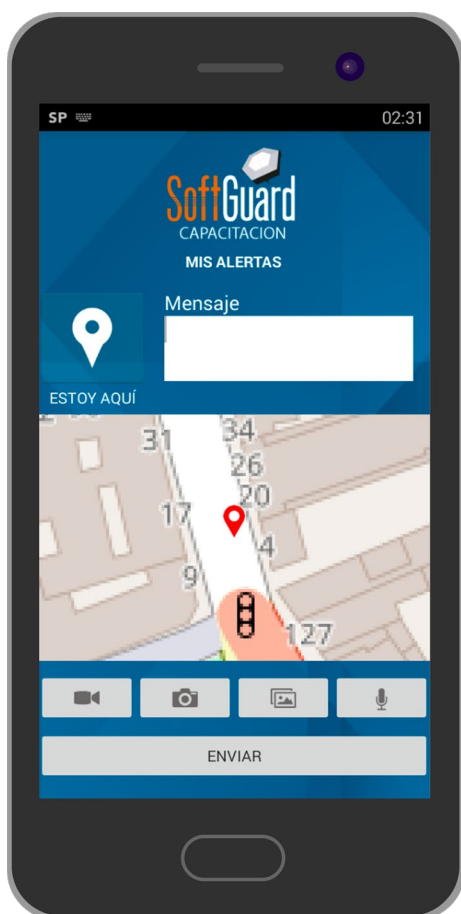 SP 02:31
SoftGuard
CAPACITACION
MIS ALERTAS
Mensaje
ESTOY AQUÍ
31 34
26
17 20
4
9
127
ENVIAR